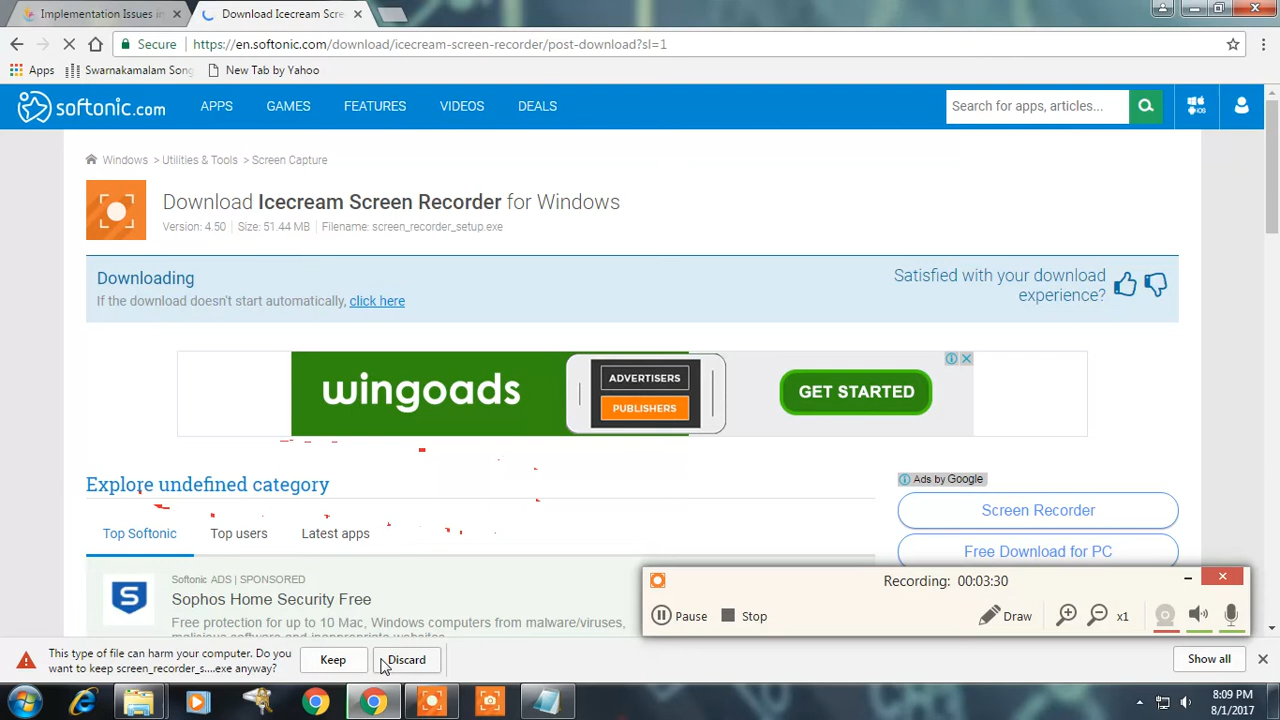 Implementation Issues in
Download Icecream Scre
Secure
https://en.softonic.com/download/icecream-screen-recorder/post-download?sl=1
Apps
Swarnakamalam Song
New Tab by Yahoo
softonic.com
APPS
GAMES
FEATURES
VIDEOS
DEALS
Search for apps, articles...
Windows > Utilities & Tools > Screen Capture
Download Icecream Screen Recorder for Windows
Version: 4.50 | Size: 51.44 MB | Filename: screen_recorder_setup.exe
Downloading
If the download doesn't start automatically, click here
Satisfied with your download
experience?
wingoads
ADVERTISERS
PUBLISHERS
GET STARTED
Explore undefined category
Ads by Google
Top Softonic
Top users
Latest apps
Screen Recorder
Free Download for PC
Softonic ADS | SPONSORED
Sophos Home Security Free
Free protection for up to 10 Mac, Windows computers from malware/viruses,
malicious software and inappropriate websites
Recording: 00:03:30
Pause
Stop
Draw
x1
This type of file can harm your computer. Do you
want to keep screen_recorder_s....exe anyway?
Keep
Discard
Show all
8:09 PM
8/1/2017